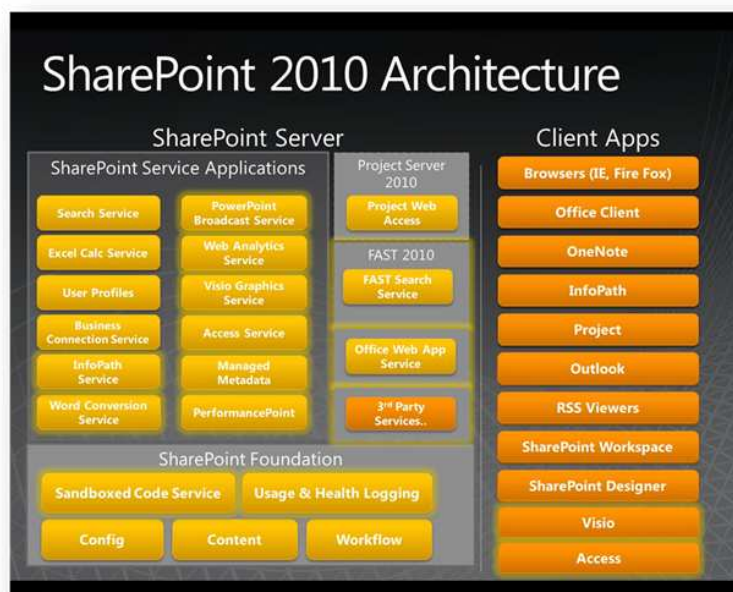 SharePoint 2010 Architecture
SharePoint Server
SharePoint Service Applications
Search Service
Excel Calc Service
User Profiles
Business
Connection Service
InfoPath
Service
Word Conversion
Service
PowerPoint
Broadcast Service
Web Analytics
Service
Visio Graphics
Service
Access Service
Managed
Metadata
PerformancePoint
Project Server
2010
Project Web
Access
FAST 2010
FAST Search
Service
Office Web App
Service
3rd Party
Services..
SharePoint Foundation
Sandboxed Code Service
Usage & Health Logging
Config
Content
Workflow
Client Apps
Browsers (IE, Fire Fox)
Office Client
OneNote
InfoPath
Project
Outlook
RSS Viewers
SharePoint Workspace
SharePoint Designer
Visio
Access